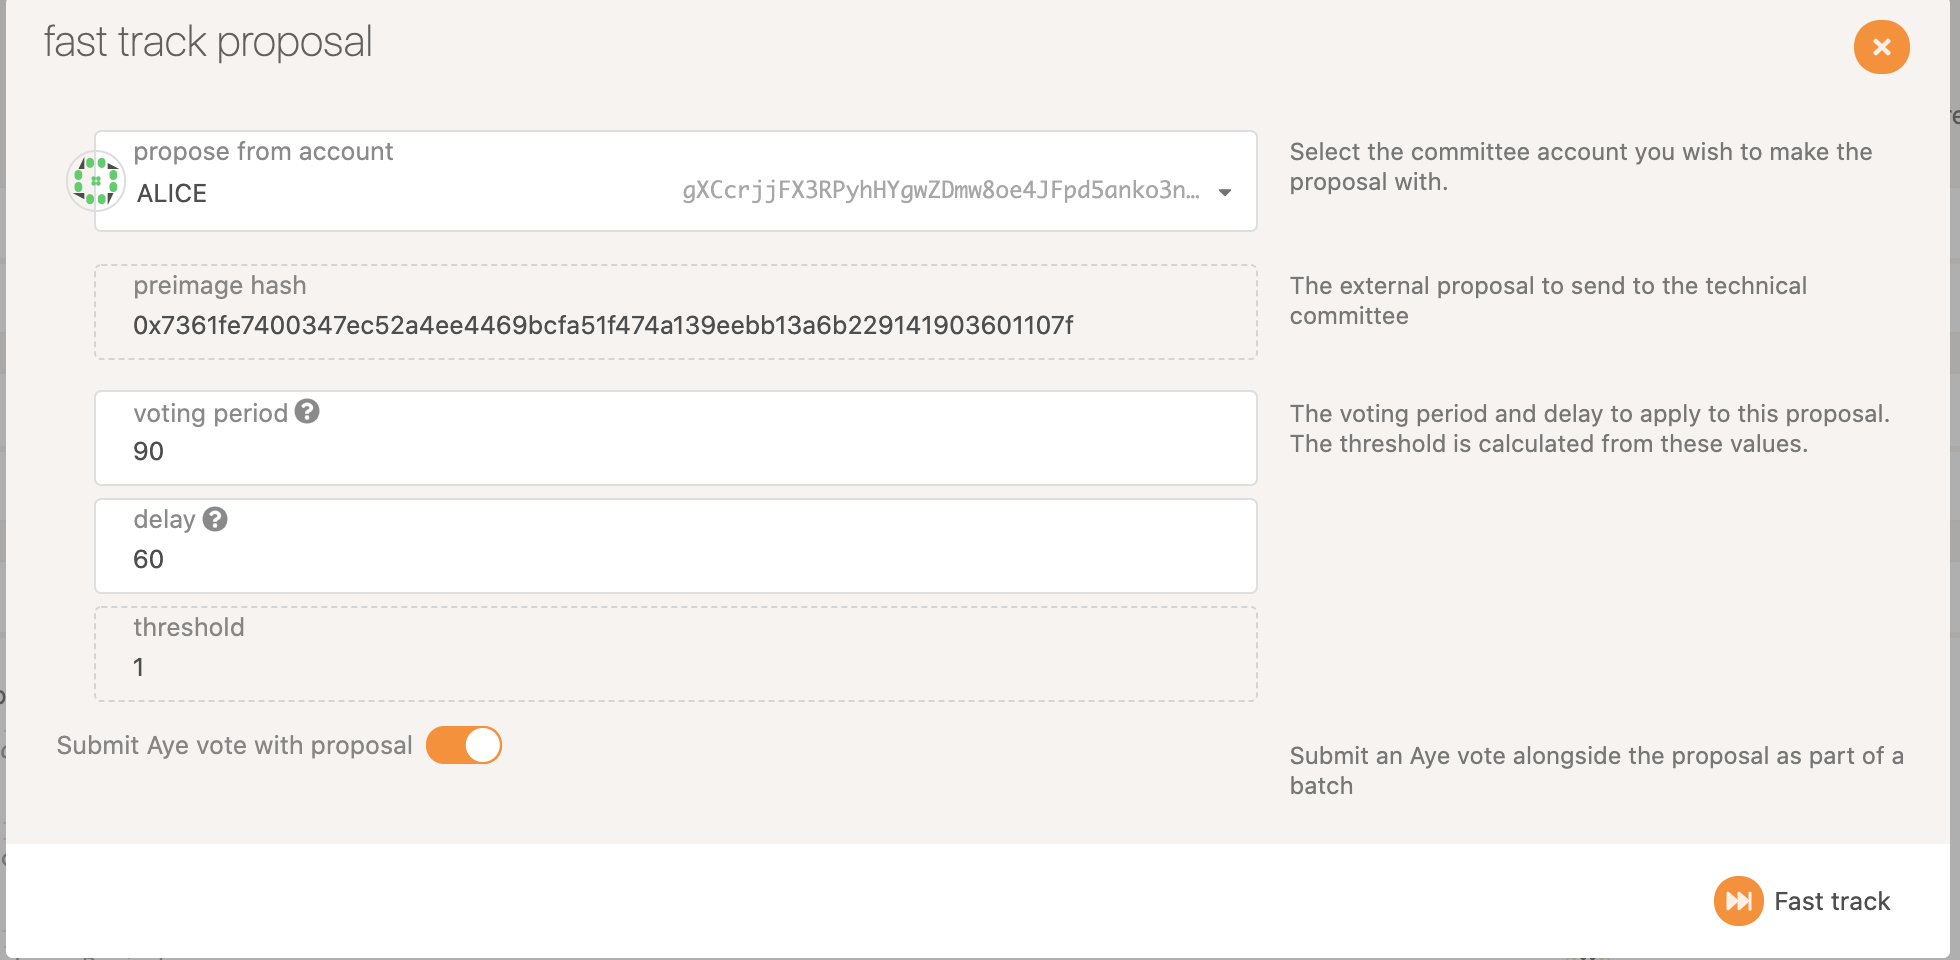 fast track proposal
propose from account
ALICE
gXCcrjjFX3RPyhHYgwZDmw8oe4JFpd5anko3n…
Select the committee account you wish to make the
proposal with.
preimage hash
0x7361fe7400347ec52a4ee4469bcfa51f474a139eebb13a6b229141903601107f
The external proposal to send to the technical
committee
voting period
90
The voting period and delay to apply to this proposal.
The threshold is calculated from these values.
delay
60
threshold
1
Submit Aye vote with proposal
Submit an Aye vote alongside the proposal as part of a
batch
Fast track